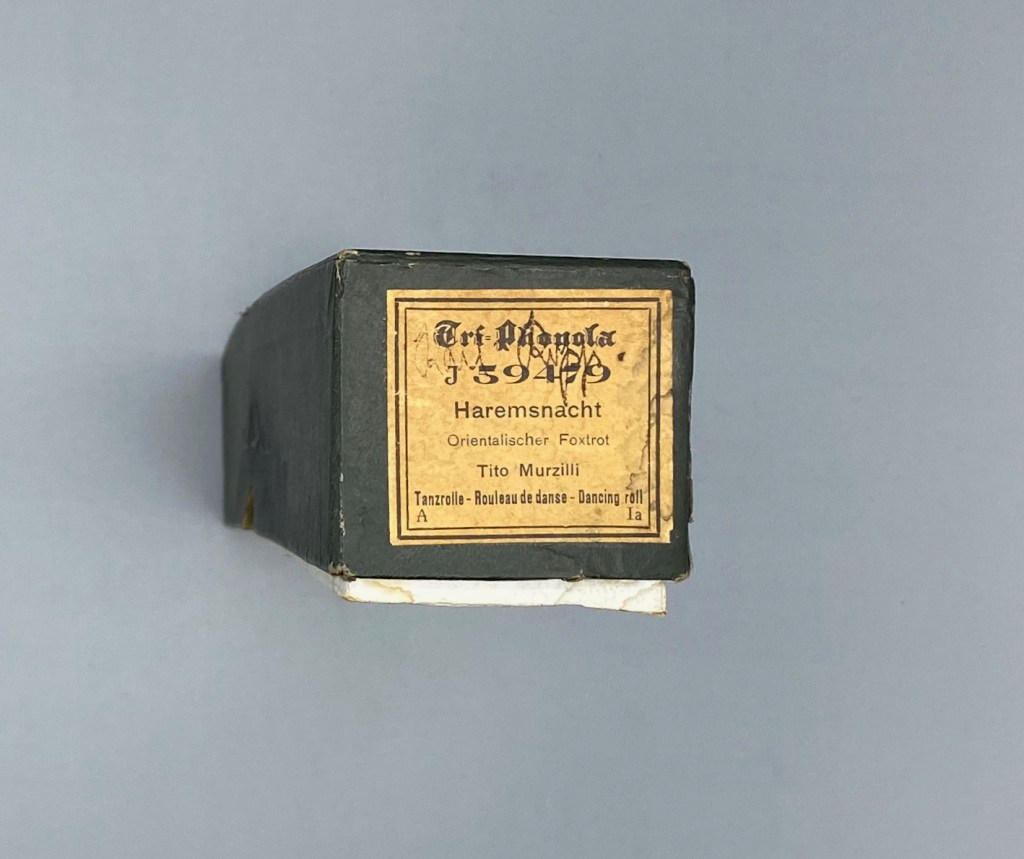 Tri-Phonola
J 59479
Haremsnacht
Orientalischer Foxtrot
Tito Murzilli
Tanzrolle - Rouleau de danse - Dancing roll
A Ia